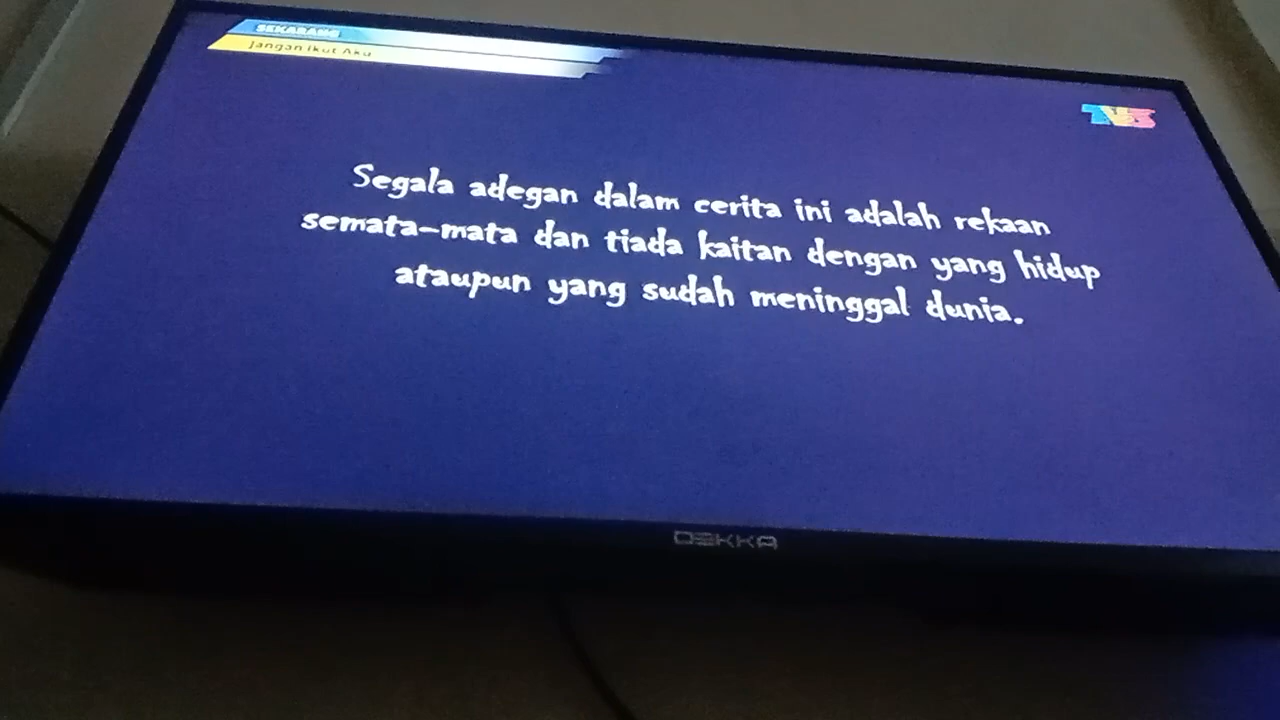 SEKARANG
Jangan Ikut Aku
TV3
Segala adegan dalam cerita ini adalah rekaan
semata-mata dan tiada kaitan dengan yang hidup
ataupun yang sudah meninggal dunia.
DEKKA